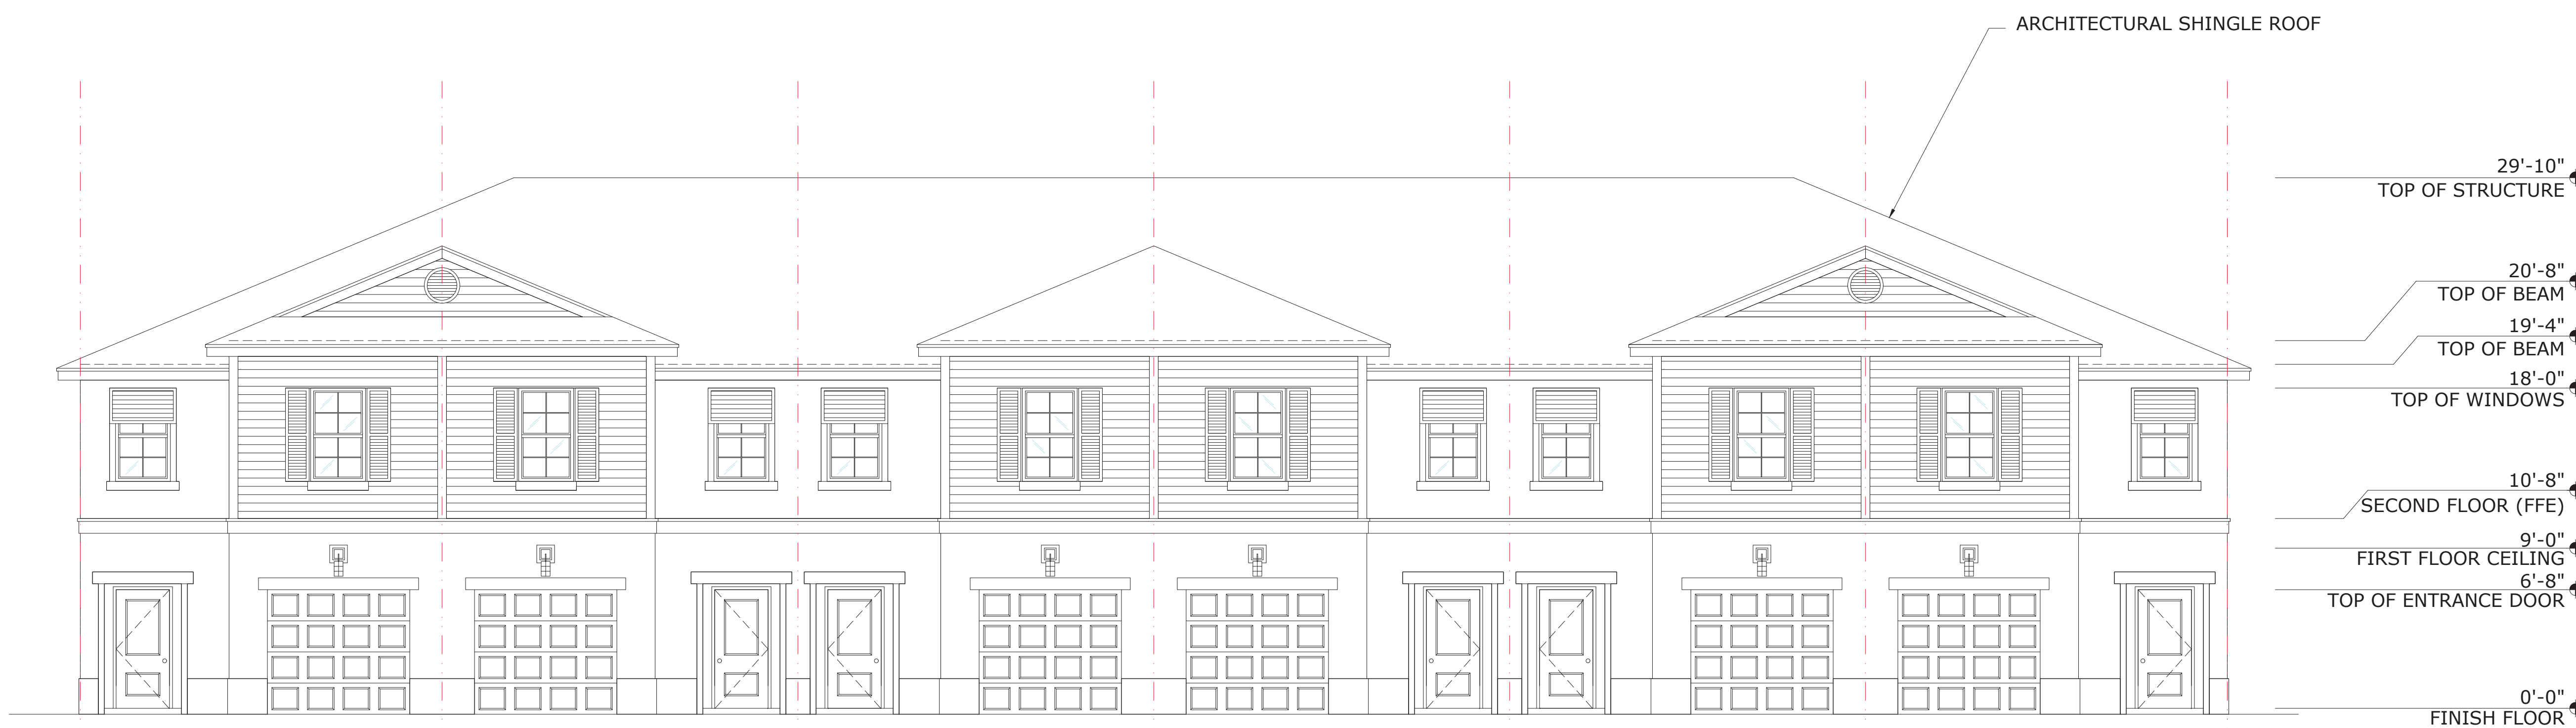 ARCHITECTURAL SHINGLE ROOF
29'-10"
TOP OF STRUCTURE
20'-8"
TOP OF BEAM
19'-4"
TOP OF BEAM
18'-0"
TOP OF WINDOWS
10'-8"
SECOND FLOOR (FFE)
9'-0"
FIRST FLOOR CEILING
6'-8"
TOP OF ENTRANCE DOOR
0'-0"
FINISH FLOOR